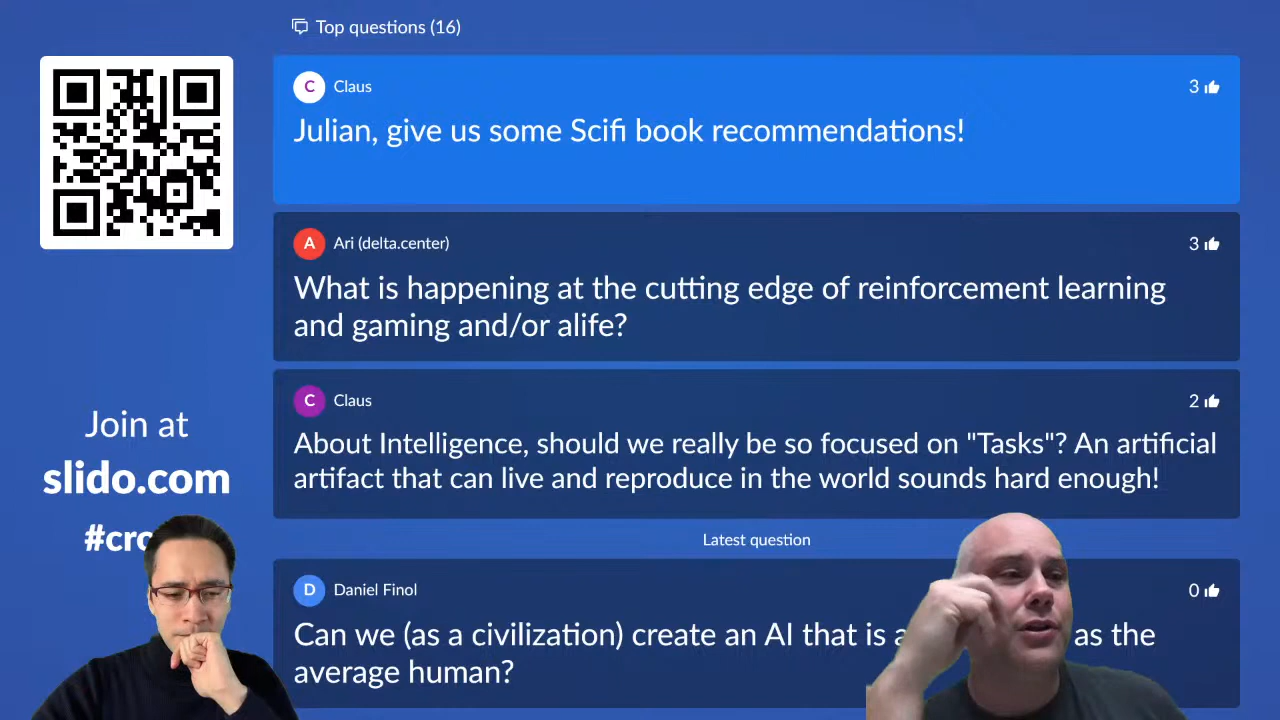 Top questions (16)
C Claus 3
Julian, give us some Scifi book recommendations!
A Ari (delta.center) 3
What is happening at the cutting edge of reinforcement learning
and gaming and/or alife?
C Claus 2
About Intelligence, should we really be so focused on "Tasks"? An artificial
artifact that can live and reproduce in the world sounds hard enough!
Join at
slido.com
Latest question
D Daniel Finol 0
Can we (as a civilization) create an AI that is as the
average human?